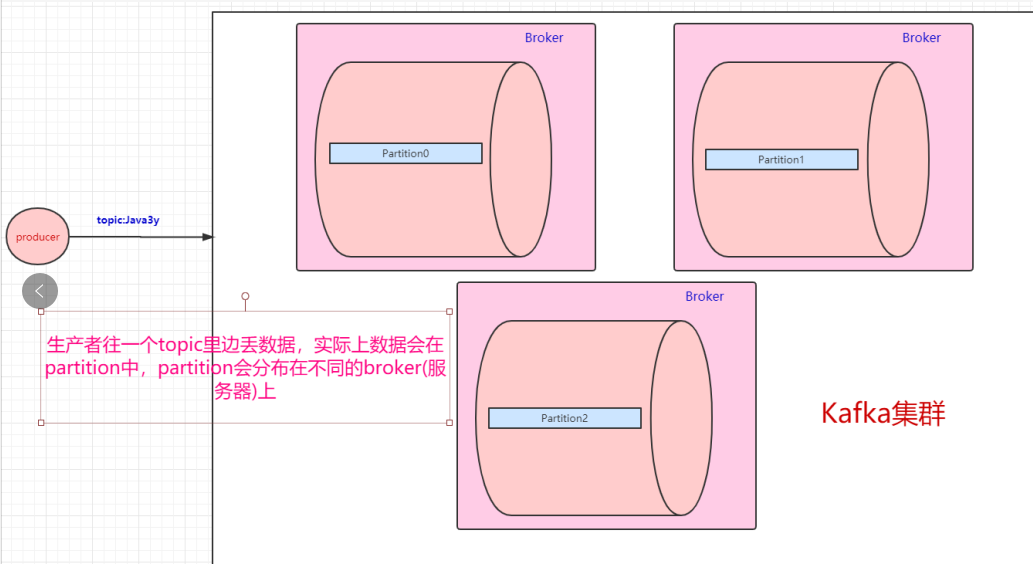 Broker
Broker
Partition0
Partition1
topic:Java3y
producer
Broker
生产者往一个topic里边丢数据，实际上数据会在
partition中，partition会分布在不同的broker(服
务器)上
Kafka集群
Partition2